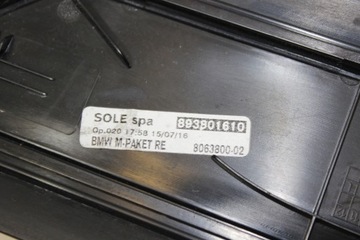 SOLE spa 893801610
Op.020 17:58 15/07/16
BMW M-PAKET RE 8063800-02